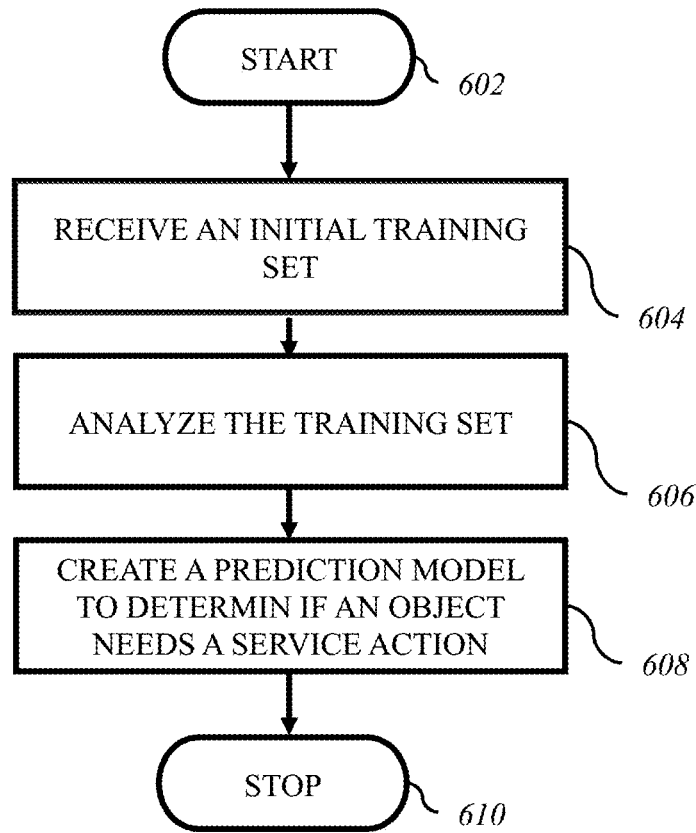 START
602
RECEIVE AN INITIAL TRAINING
SET
604
ANALYZE THE TRAINING SET
606
CREATE A PREDICTION MODEL
TO DETERMIN IF AN OBJECT
NEEDS A SERVICE ACTION
608
STOP
610